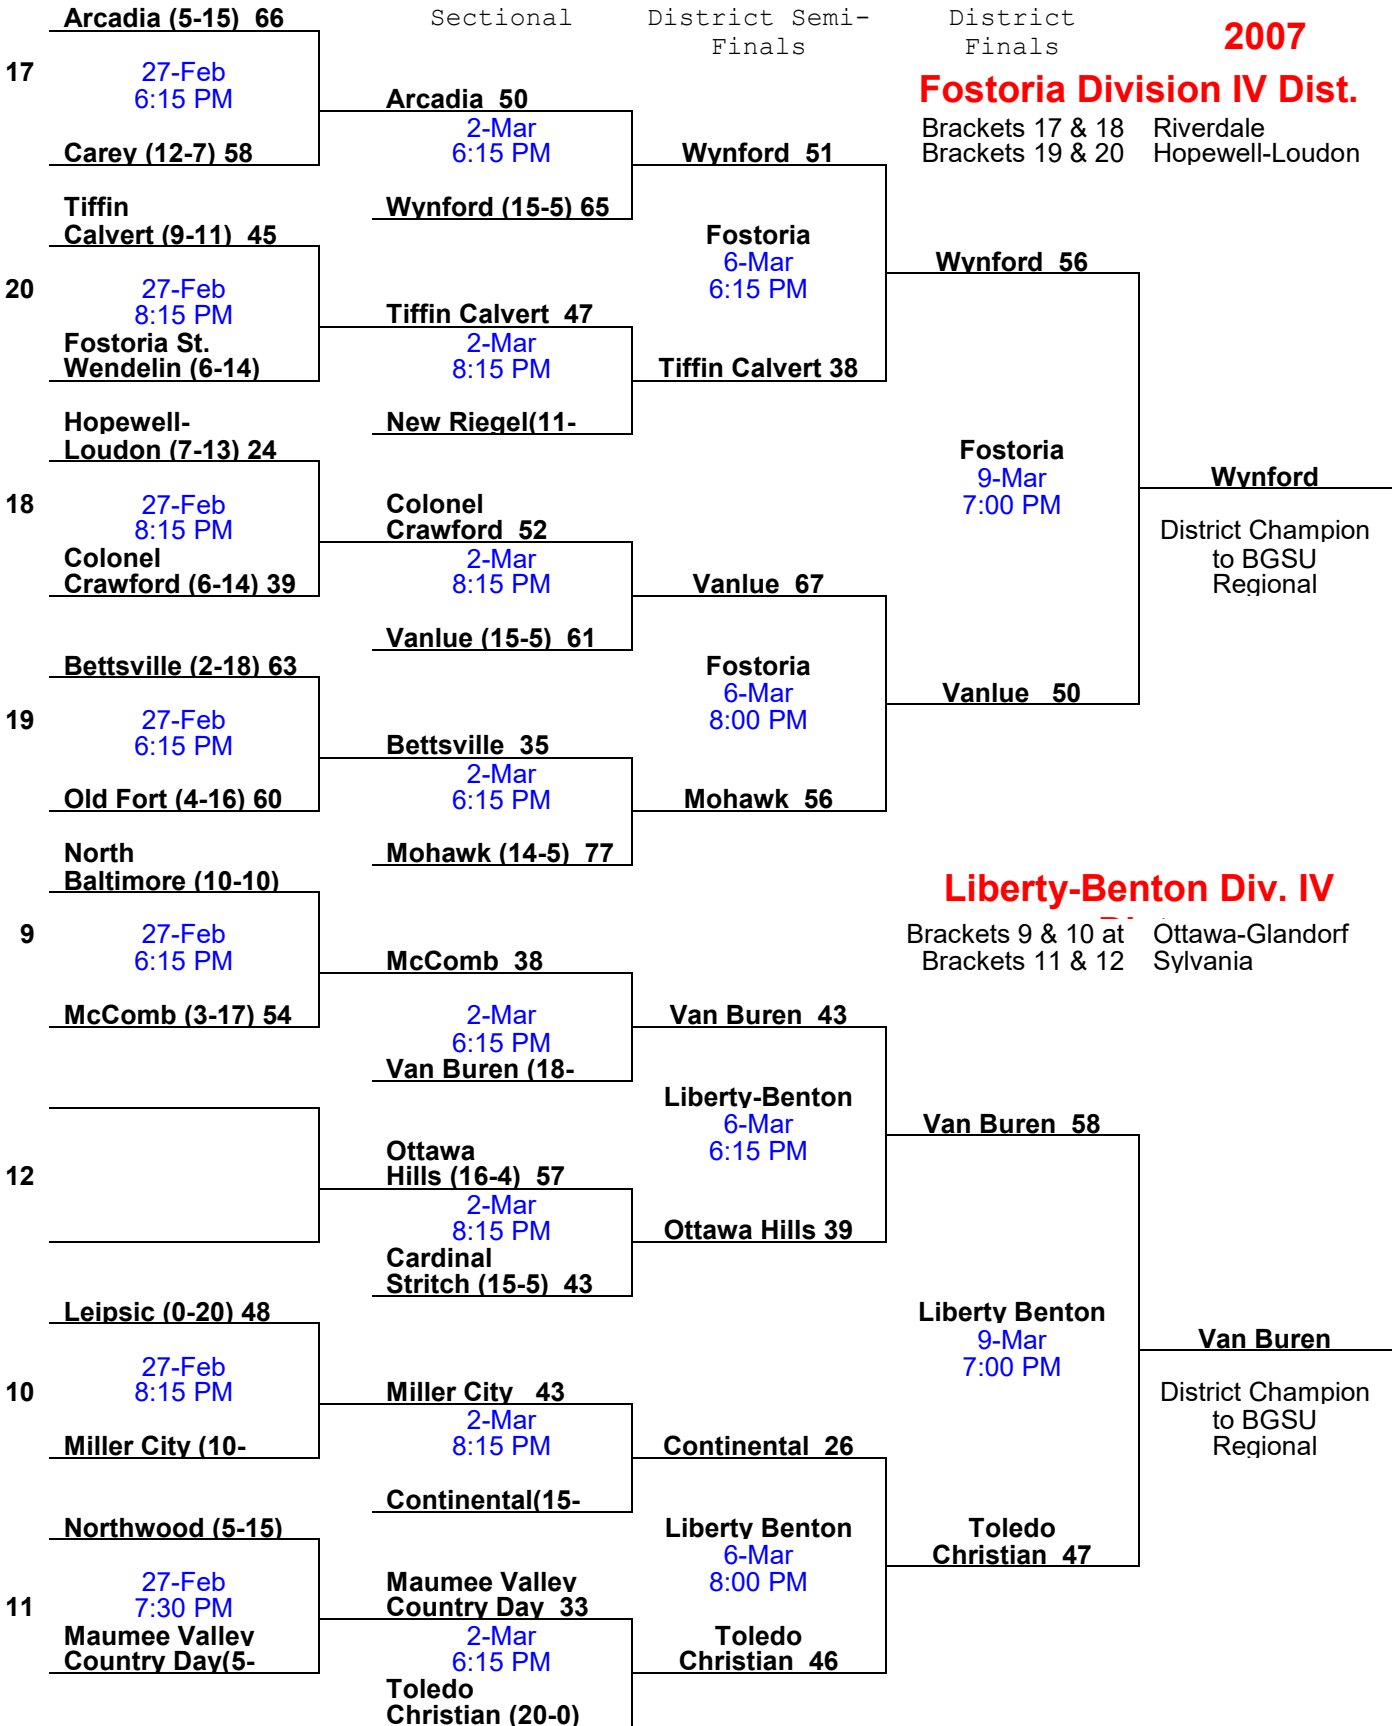 Sectional
District Semi-
Finals
District
Finals
2007
Fostoria Division IV Dist.
Brackets 17 & 18 Riverdale
Brackets 19 & 20 Hopewell-Loudon
Arcadia (5-15) 66
17
27-Feb
6:15 PM
Carey (12-7) 58
Arcadia 50
2-Mar
6:15 PM
Wynford (15-5) 65
Wynford 51
Tiffin
Calvert (9-11) 45
20
27-Feb
8:15 PM
Fostoria St.
Wendelin (6-14)
Tiffin Calvert 47
2-Mar
8:15 PM
New Riegel(11-
Fostoria
6-Mar
6:15 PM
Tiffin Calvert 38
Wynford 56
Hopewell-
Loudon (7-13) 24
18
27-Feb
8:15 PM
Colonel
Crawford (6-14) 39
Colonel
Crawford 52
2-Mar
8:15 PM
Vanlue (15-5) 61
Vanlue 67
Fostoria
9-Mar
7:00 PM
Wynford
District Champion
to BGSU
Regional
Bettsville (2-18) 63
19
27-Feb
6:15 PM
Old Fort (4-16) 60
Bettsville 35
2-Mar
6:15 PM
Mohawk (14-5) 77
Fostoria
6-Mar
8:00 PM
Mohawk 56
Vanlue 50
Liberty-Benton Div. IV
Brackets 9 & 10 at Ottawa-Glandorf
Brackets 11 & 12 Sylvania
North
Baltimore (10-10)
9
27-Feb
6:15 PM
McComb (3-17) 54
McComb 38
2-Mar
6:15 PM
Van Buren (18-
Van Buren 43
12
Ottawa
Hills (16-4) 57
2-Mar
8:15 PM
Cardinal
Stritch (15-5) 43
Liberty-Benton
6-Mar
6:15 PM
Ottawa Hills 39
Van Buren 58
Leipsic (0-20) 48
10
27-Feb
8:15 PM
Miller City (10-
Miller City 43
2-Mar
8:15 PM
Continental(15-
Continental 26
Liberty Benton
9-Mar
7:00 PM
Van Buren
District Champion
to BGSU
Regional
Northwood (5-15)
11
27-Feb
7:30 PM
Maumee Valley
Country Day(5-
Maumee Valley
Country Day 33
2-Mar
6:15 PM
Toledo
Christian (20-0)
Liberty Benton
6-Mar
8:00 PM
Toledo
Christian 46
Toledo
Christian 47